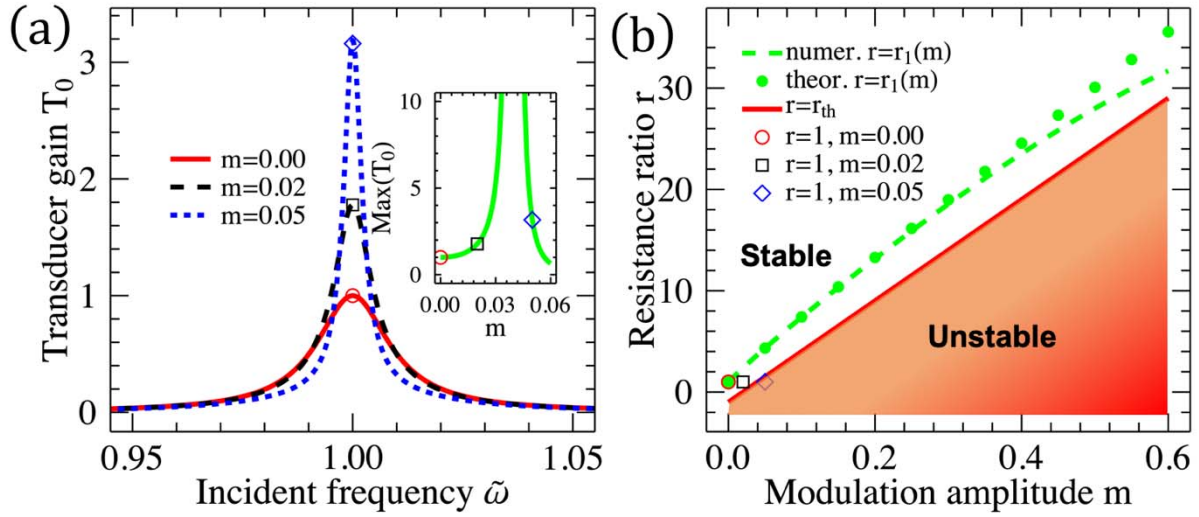 (a)
Transducer gain T₀
3
2
1
0
0.95
1.00
1.05
Incident frequency ω̃
m=0.00
m=0.02
m=0.05
Max(T₀)
10
5
0
0.00
0.03
0.06
m
(b)
Resistance ratio r
30
20
10
0
0.0
0.2
0.4
0.6
Modulation amplitude m
numer. r=r₁(m)
theor. r=r₁(m)
r=rₜₕ
r=1, m=0.00
r=1, m=0.02
r=1, m=0.05
Stable
Unstable